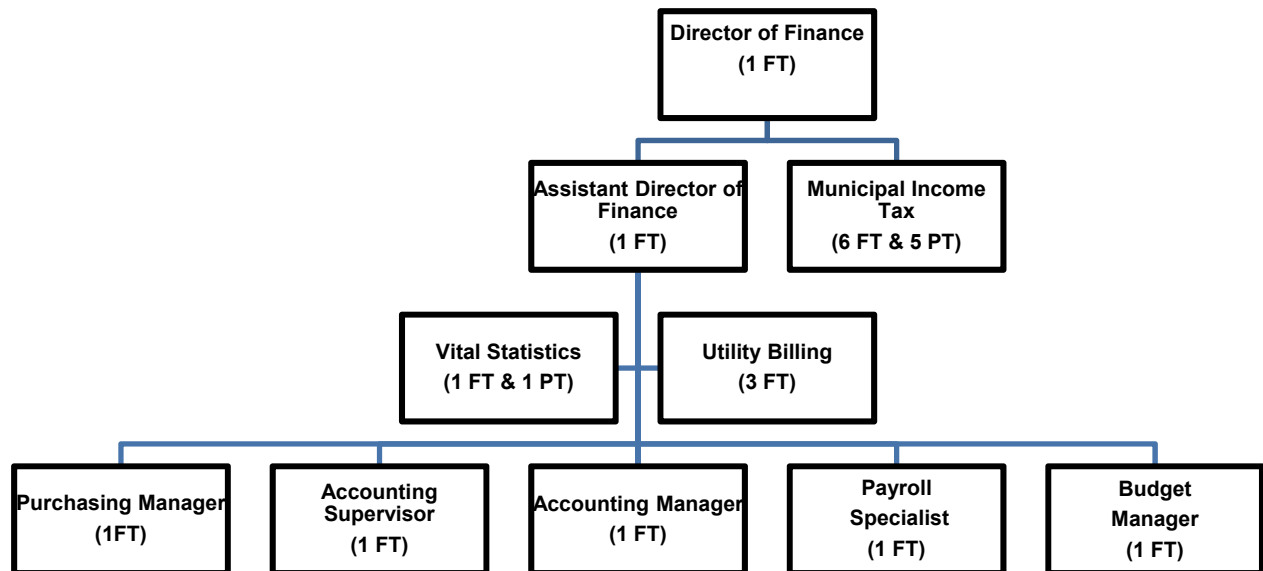 Director of Finance
(1 FT)
Assistant Director of
Finance
(1 FT)
Municipal Income
Tax
(6 FT & 5 PT)
Vital Statistics
(1 FT & 1 PT)
Utility Billing
(3 FT)
Purchasing Manager
(1FT)
Accounting
Supervisor
(1 FT)
Accounting Manager
(1 FT)
Payroll
Specialist
(1 FT)
Budget
Manager
(1 FT)